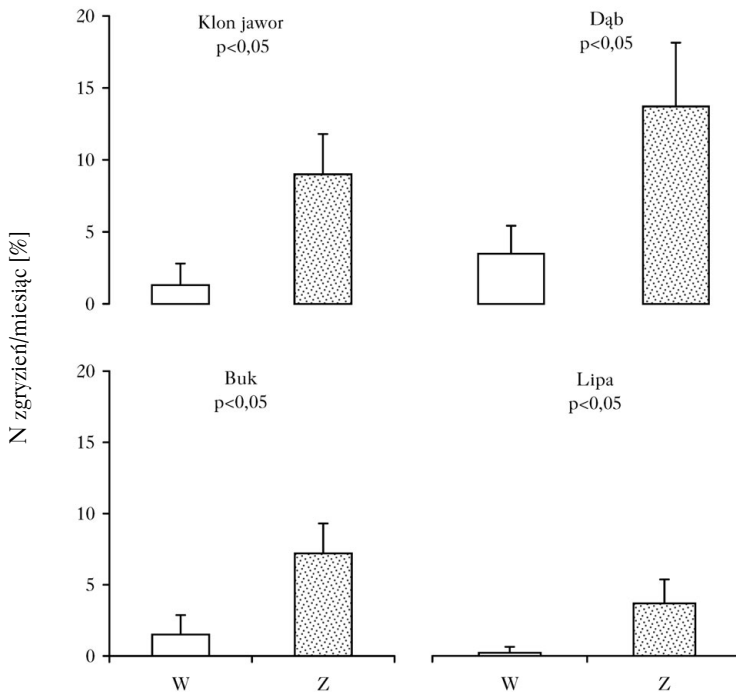 N zgryzień/miesiąc [%]
Klon jawor
p<0,05
20
15
10
5
0
Dąb
p<0,05
Buk
p<0,05
20
15
10
5
0
W
Z
Lipa
p<0,05
W
Z